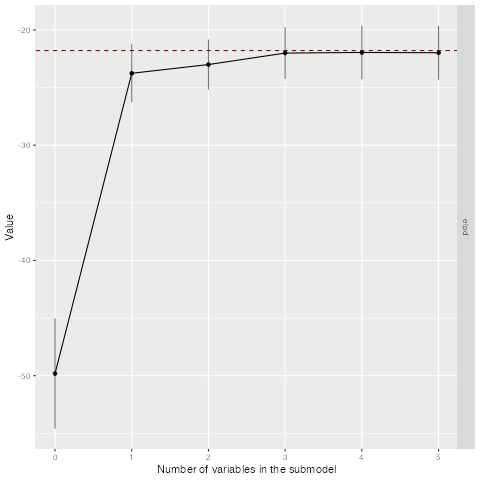 -20
-30
-40
-50
Value
elpd
0 1 2 3 4 5
Number of variables in the submodel